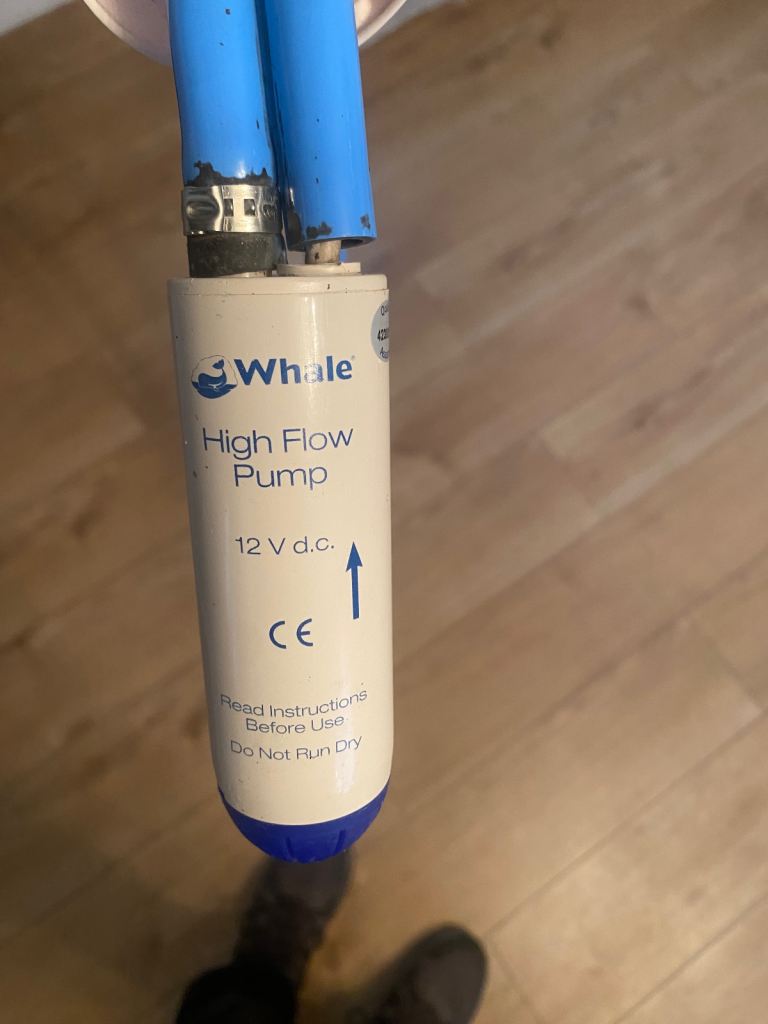 Whale®
High Flow
Pump
12 V d.c.
CE
Read Instructions
Before Use
Do Not Run Dry